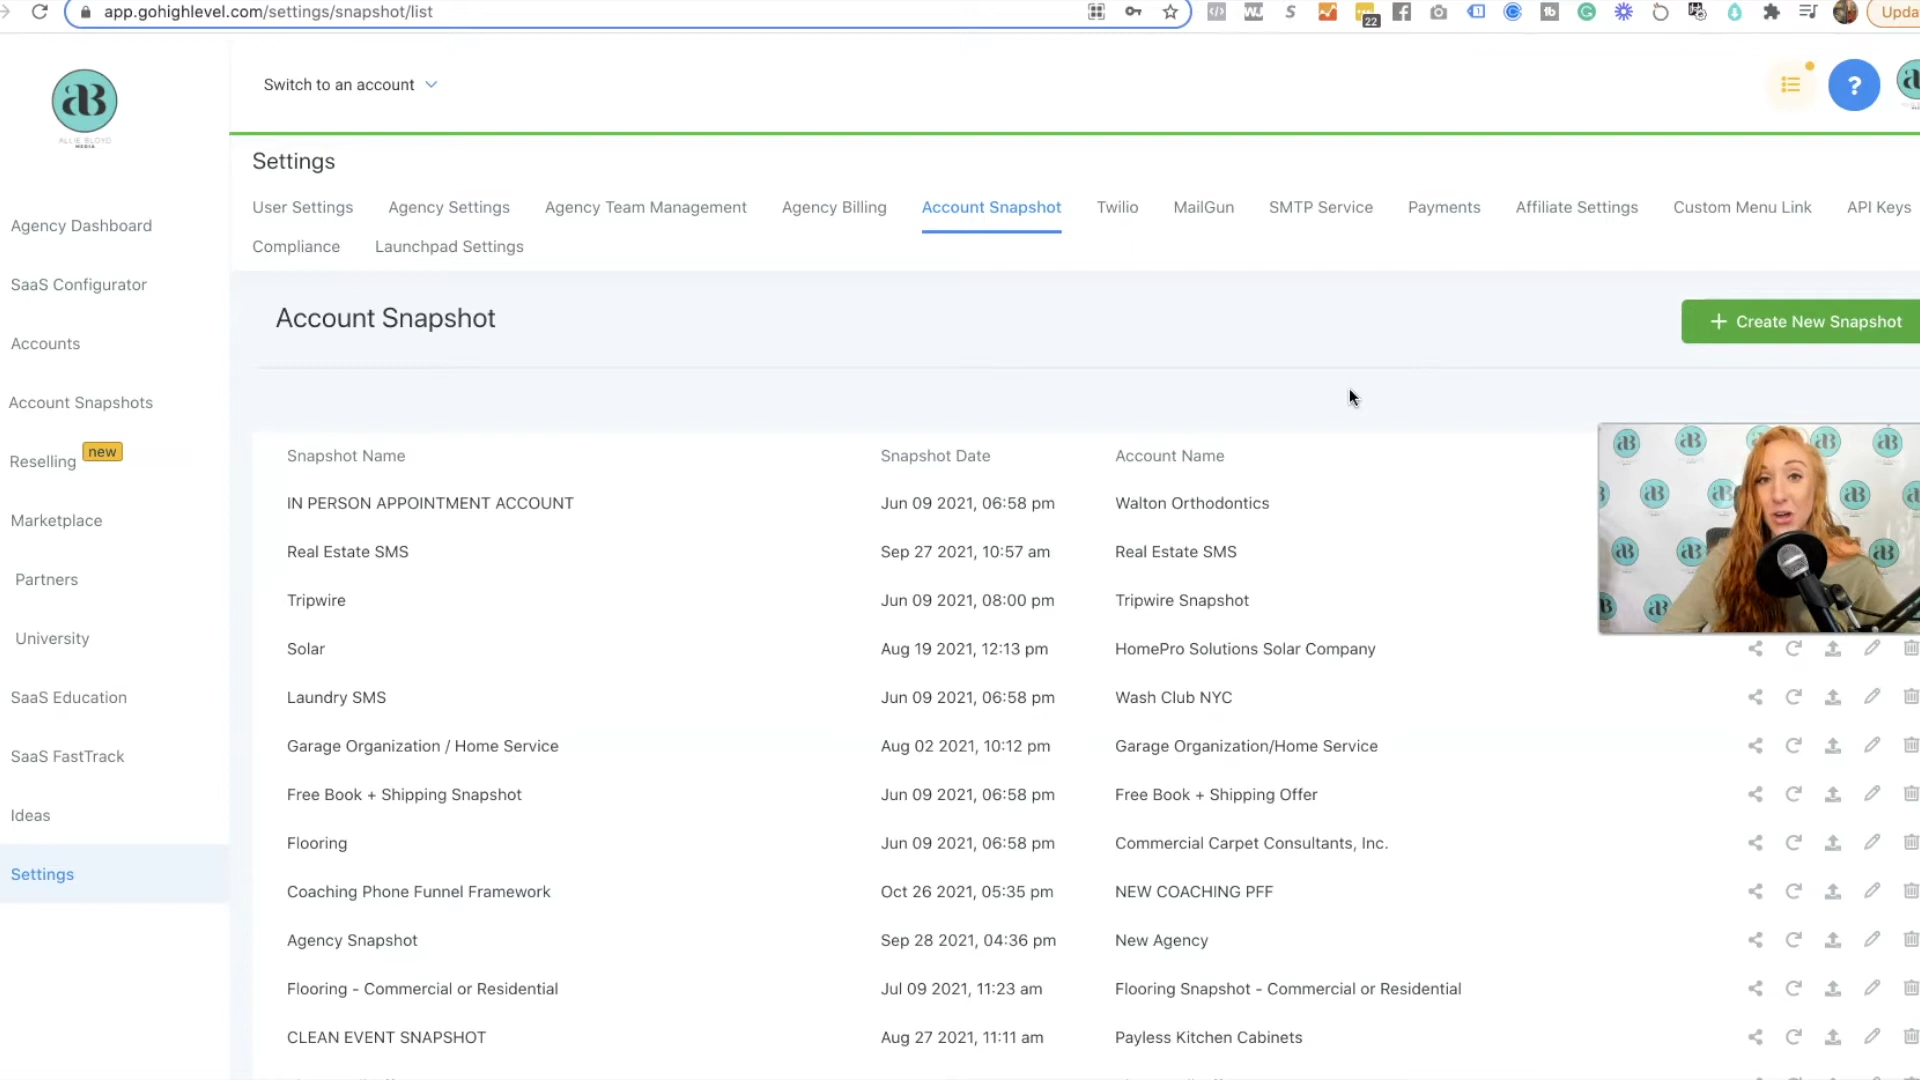 app.gohighlevel.com/settings/snapshot/list
22
Upda
ALLIE BLOYD
MEDIA
Switch to an account
?
Settings
User Settings Agency Settings Agency Team Management Agency Billing Account Snapshot Twilio MailGun SMTP Service Payments Affiliate Settings Custom Menu Link API Keys
Compliance Launchpad Settings
Agency Dashboard
SaaS Configurator
Accounts
Account Snapshots
Reselling new
Marketplace
Partners
University
SaaS Education
SaaS FastTrack
Ideas
Settings
Account Snapshot
+ Create New Snapshot
Snapshot Name Snapshot Date Account Name
IN PERSON APPOINTMENT ACCOUNT Jun 09 2021, 06:58 pm Walton Orthodontics
Real Estate SMS Sep 27 2021, 10:57 am Real Estate SMS
Tripwire Jun 09 2021, 08:00 pm Tripwire Snapshot
Solar Aug 19 2021, 12:13 pm HomePro Solutions Solar Company
Laundry SMS Jun 09 2021, 06:58 pm Wash Club NYC
Garage Organization / Home Service Aug 02 2021, 10:12 pm Garage Organization/Home Service
Free Book + Shipping Snapshot Jun 09 2021, 06:58 pm Free Book + Shipping Offer
Flooring Jun 09 2021, 06:58 pm Commercial Carpet Consultants, Inc.
Coaching Phone Funnel Framework Oct 26 2021, 05:35 pm NEW COACHING PFF
Agency Snapshot Sep 28 2021, 04:36 pm New Agency
Flooring - Commercial or Residential Jul 09 2021, 11:23 am Flooring Snapshot - Commercial or Residential
CLEAN EVENT SNAPSHOT Aug 27 2021, 11:11 am Payless Kitchen Cabinets